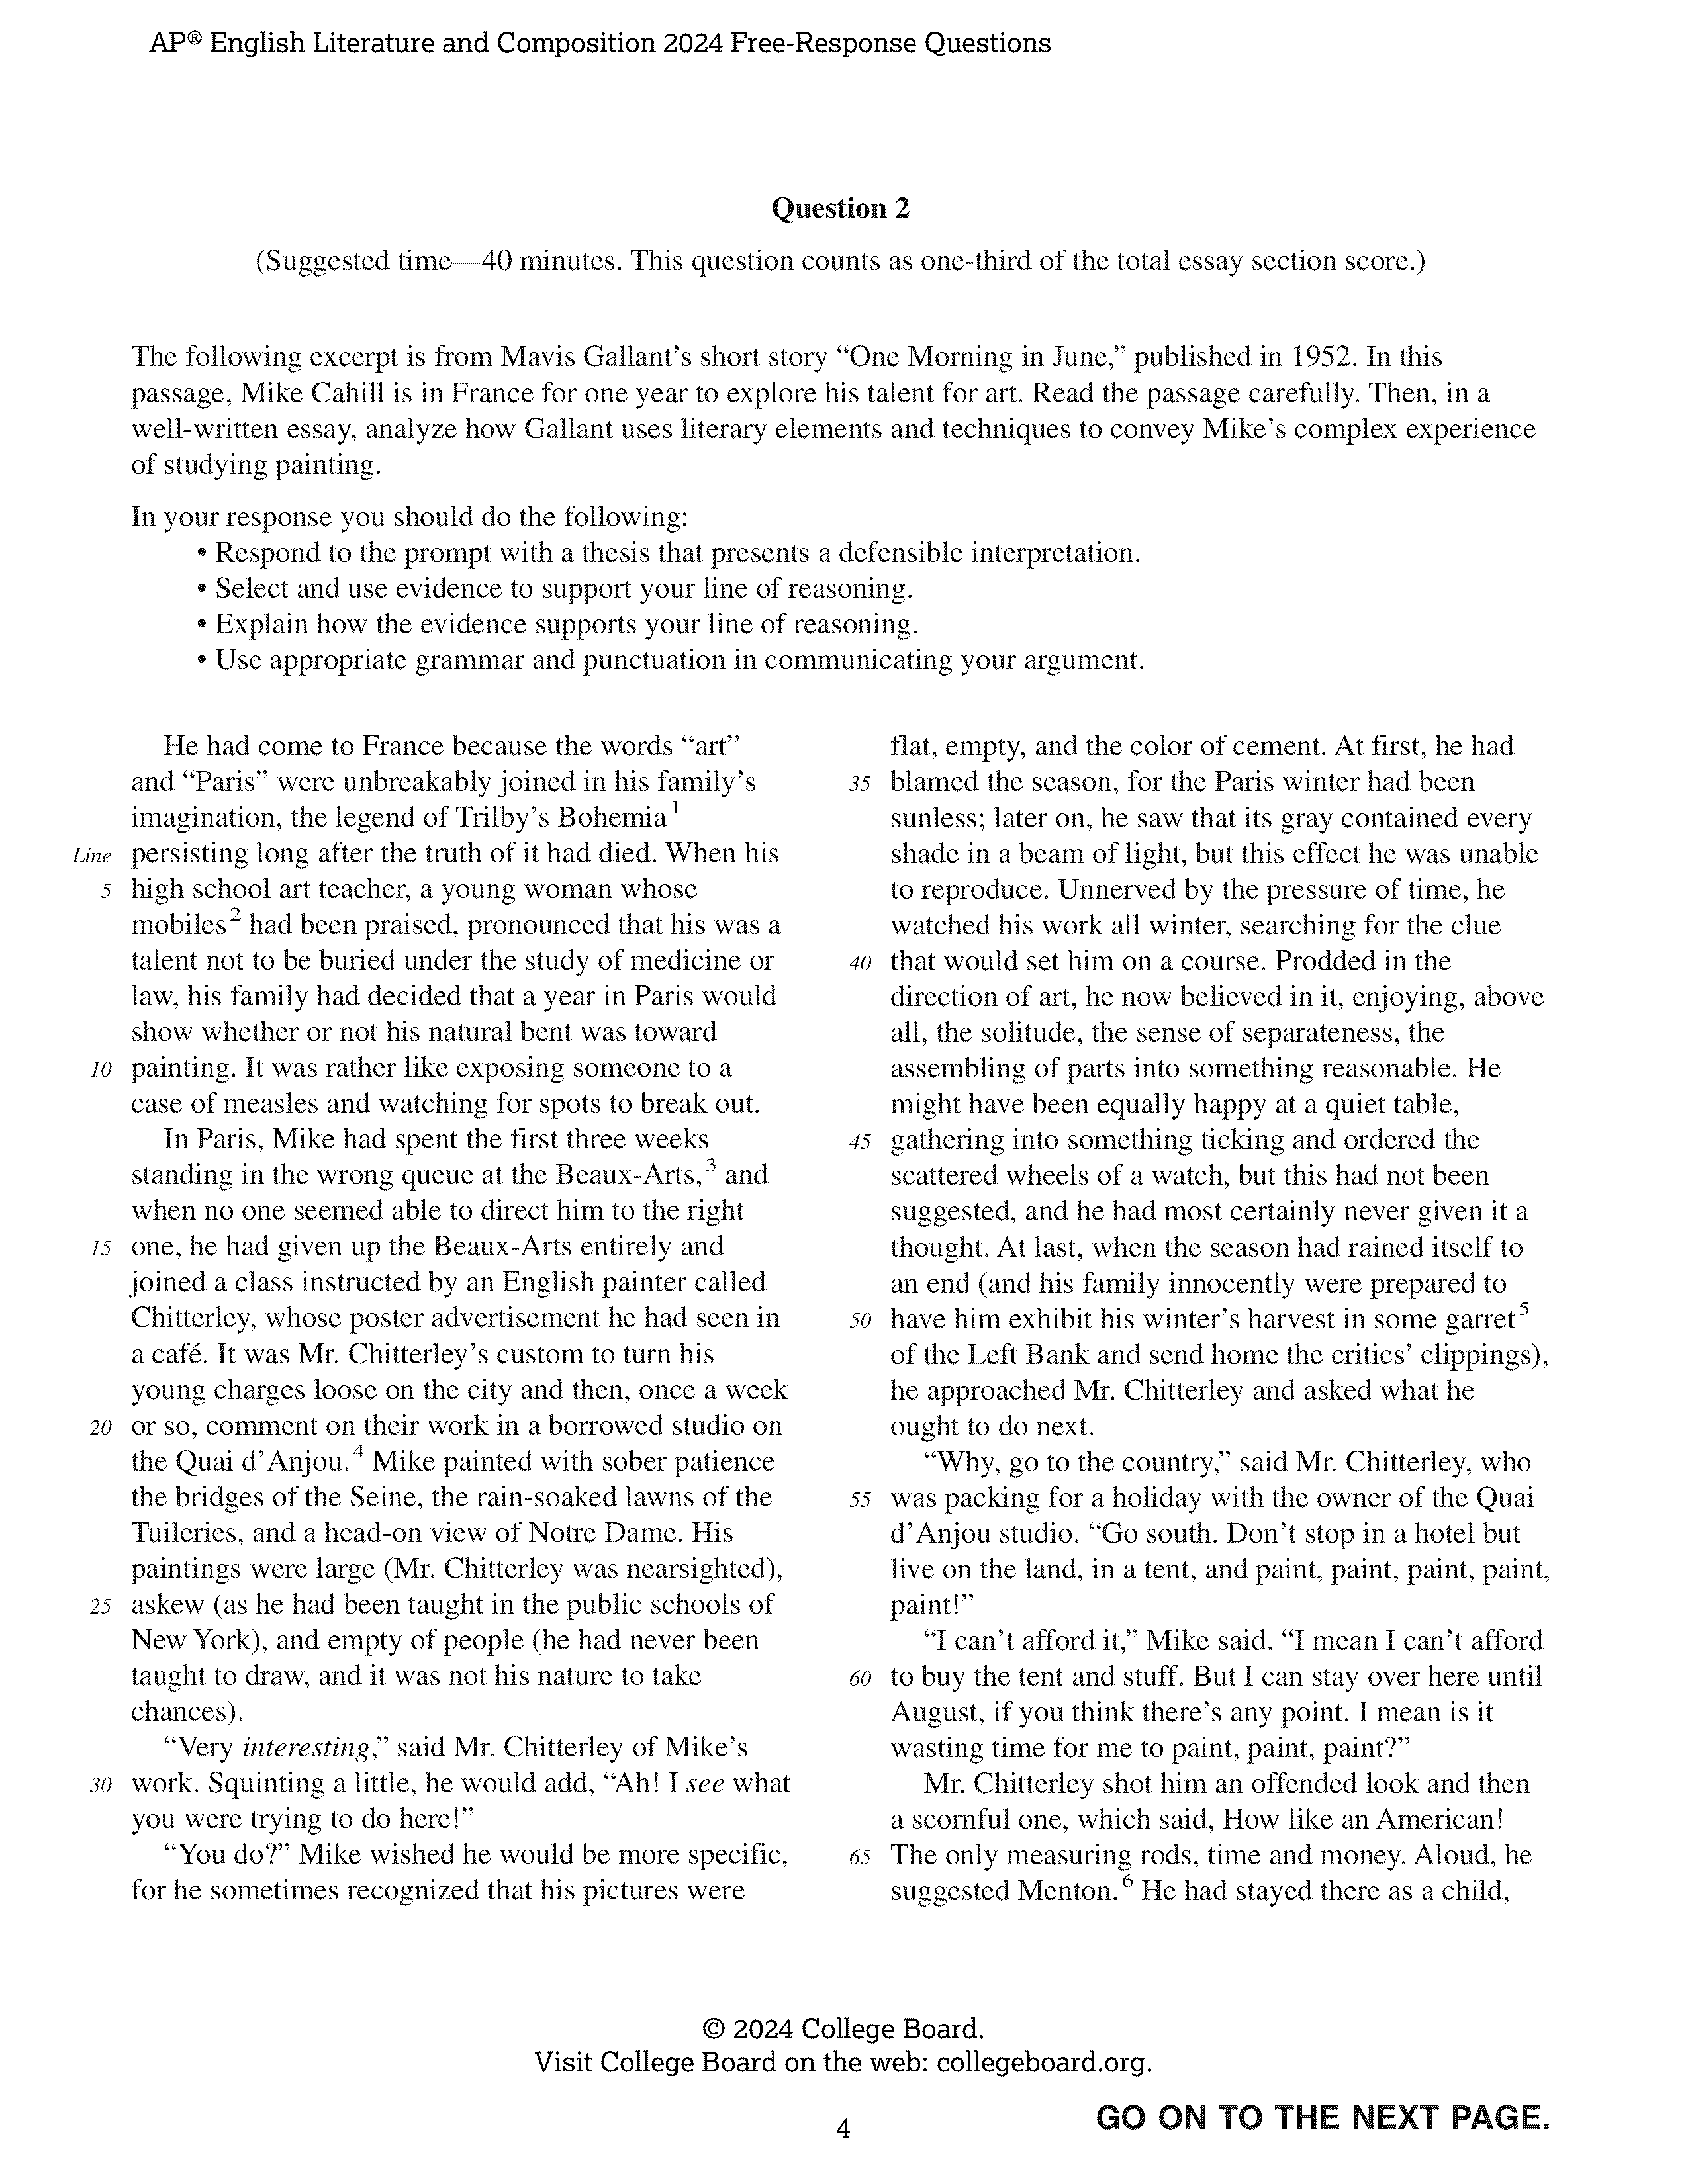 AP® English Literature and Composition 2024 Free-Response Questions
Question 2
(Suggested time—40 minutes. This question counts as one-third of the total essay section score.)
The following excerpt is from Mavis Gallant’s short story “One Morning in June,” published in 1952. In this
passage, Mike Cahill is in France for one year to explore his talent for art. Read the passage carefully. Then, in a
well-written essay, analyze how Gallant uses literary elements and techniques to convey Mike’s complex experience
of studying painting.
In your response you should do the following:
• Respond to the prompt with a thesis that presents a defensible interpretation.
• Select and use evidence to support your line of reasoning.
• Explain how the evidence supports your line of reasoning.
• Use appropriate grammar and punctuation in communicating your argument.
He had come to France because the words “art”
and “Paris” were unbreakably joined in his family’s
imagination, the legend of Trilby’s Bohemia 1
Line persisting long after the truth of it had died. When his
5 high school art teacher, a young woman whose
mobiles 2 had been praised, pronounced that his was a
talent not to be buried under the study of medicine or
law, his family had decided that a year in Paris would
show whether or not his natural bent was toward
10 painting. It was rather like exposing someone to a
case of measles and watching for spots to break out.
In Paris, Mike had spent the first three weeks
standing in the wrong queue at the Beaux-Arts, 3 and
when no one seemed able to direct him to the right
15 one, he had given up the Beaux-Arts entirely and
joined a class instructed by an English painter called
Chitterley, whose poster advertisement he had seen in
a café. It was Mr. Chitterley’s custom to turn his
young charges loose on the city and then, once a week
20 or so, comment on their work in a borrowed studio on
the Quai d’Anjou. 4 Mike painted with sober patience
the bridges of the Seine, the rain-soaked lawns of the
Tuileries, and a head-on view of Notre Dame. His
paintings were large (Mr. Chitterley was nearsighted),
25 askew (as he had been taught in the public schools of
New York), and empty of people (he had never been
taught to draw, and it was not his nature to take
chances).
“Very interesting,” said Mr. Chitterley of Mike’s
30 work. Squinting a little, he would add, “Ah! I see what
you were trying to do here!”
“You do?” Mike wished he would be more specific,
for he sometimes recognized that his pictures were
flat, empty, and the color of cement. At first, he had
35 blamed the season, for the Paris winter had been
sunless; later on, he saw that its gray contained every
shade in a beam of light, but this effect he was unable
to reproduce. Unnerved by the pressure of time, he
watched his work all winter, searching for the clue
40 that would set him on a course. Prodded in the
direction of art, he now believed in it, enjoying, above
all, the solitude, the sense of separateness, the
assembling of parts into something reasonable. He
might have been equally happy at a quiet table,
45 gathering into something ticking and ordered the
scattered wheels of a watch, but this had not been
suggested, and he had most certainly never given it a
thought. At last, when the season had rained itself to
an end (and his family innocently were prepared to
50 have him exhibit his winter’s harvest in some garret 5
of the Left Bank and send home the critics’ clippings),
he approached Mr. Chitterley and asked what he
ought to do next.
“Why, go to the country,” said Mr. Chitterley, who
55 was packing for a holiday with the owner of the Quai
d’Anjou studio. “Go south. Don’t stop in a hotel but
live on the land, in a tent, and paint, paint, paint, paint,
paint!”
“I can’t afford it,” Mike said. “I mean I can’t afford
60 to buy the tent and stuff. But I can stay over here until
August, if you think there’s any point. I mean is it
wasting time for me to paint, paint, paint?”
Mr. Chitterley shot him an offended look and then
a scornful one, which said, How like an American!
65 The only measuring rods, time and money. Aloud, he
suggested Menton. 6 He had stayed there as a child,
© 2024 College Board.
Visit College Board on the web: collegeboard.org.
GO ON TO THE NEXT PAGE.
4